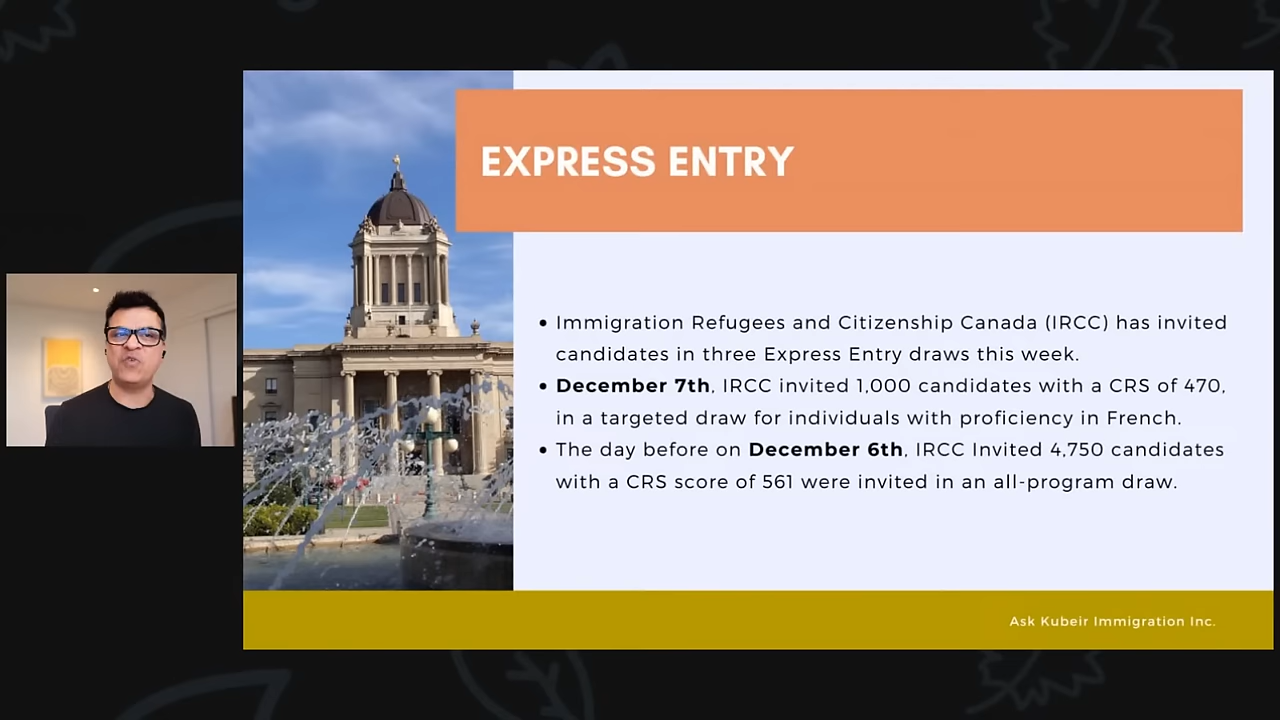 EXPRESS ENTRY
• Immigration Refugees and Citizenship Canada (IRCC) has invited
candidates in three Express Entry draws this week.
• December 7th, IRCC invited 1,000 candidates with a CRS of 470,
in a targeted draw for individuals with proficiency in French.
• The day before on December 6th, IRCC Invited 4,750 candidates
with a CRS score of 561 were invited in an all-program draw.
Ask Kubeir Immigration Inc.